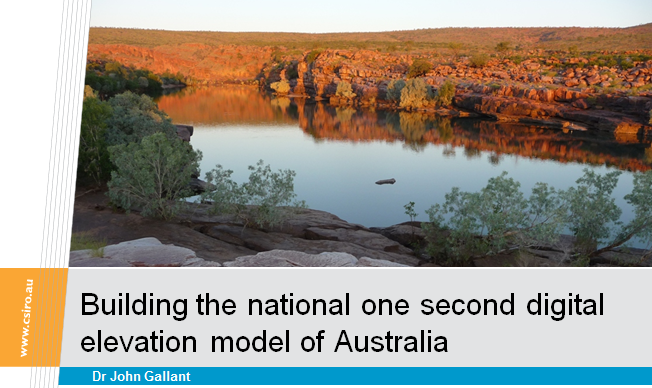 www.csiro.au
Building the national one second digital
elevation model of Australia
Dr John Gallant